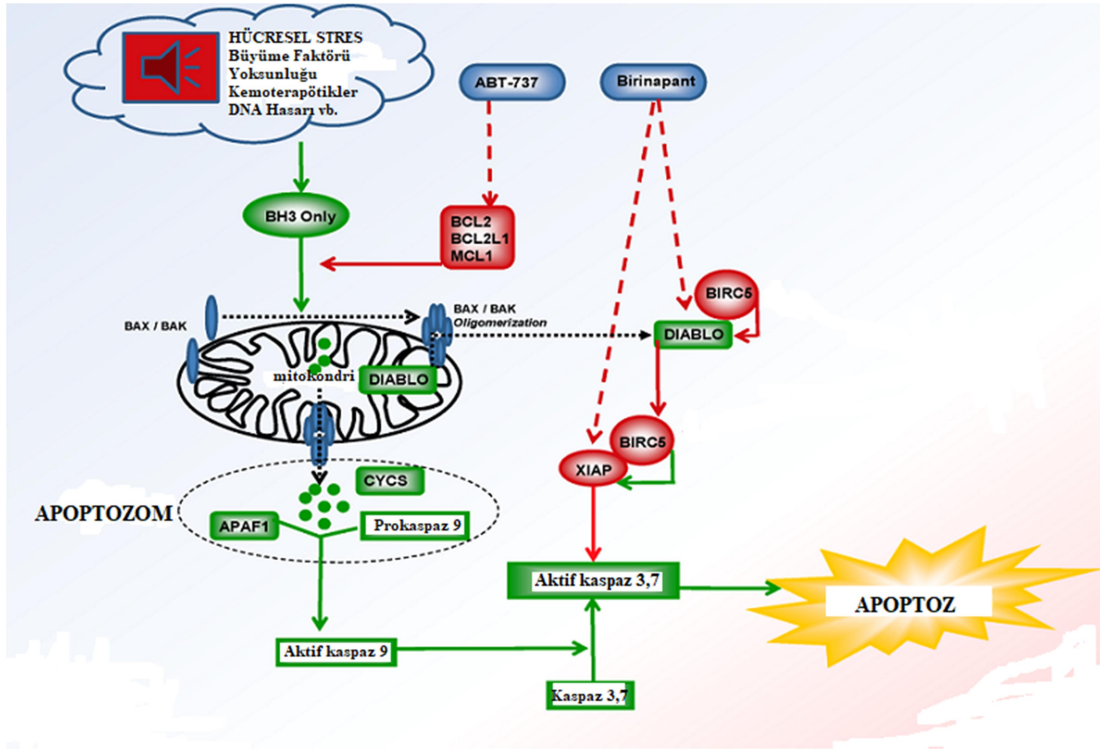 HÜCRESEL STRES
Büyüme Faktörü
Yoksunluğu
Kemoterapötikler
DNA Hasarı vb.
ABT-737
Birinapant
BH3 Only
BCL2
BCL2L1
MCL1
BAX / BAK
BAX / BAK
Oligomerization
BIRC5
DIABLO
mitokondri
DIABLO
BIRC5
XIAP
CYCS
APOPTOZOM
APAF1
Prokaspaz 9
Aktif kaspaz 3,7
APOPTOZ
Aktif kaspaz 9
Kaspaz 3,7